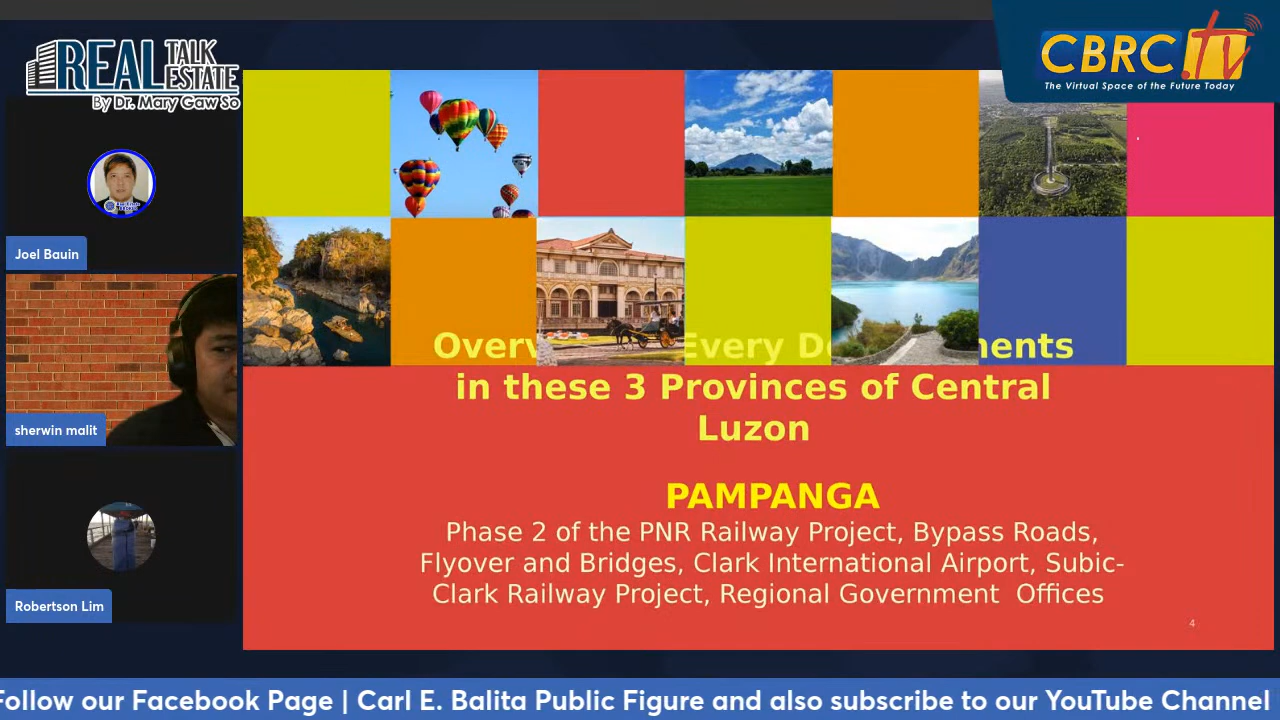 REAL TALK ESTATE
By Dr. Mary Gaw So
CBRC.tv
The Virtual Space of the Future Today
Joel Bauin
sherwin malit
Robertson Lim
Every
in these 3 Provinces of Central
Luzon
PAMPANGA
Phase 2 of the PNR Railway Project, Bypass Roads,
Flyover and Bridges, Clark International Airport, Subic-
Clark Railway Project, Regional Government Offices
4
Follow our Facebook Page | Carl E. Balita Public Figure and also subscribe to our YouTube Channel